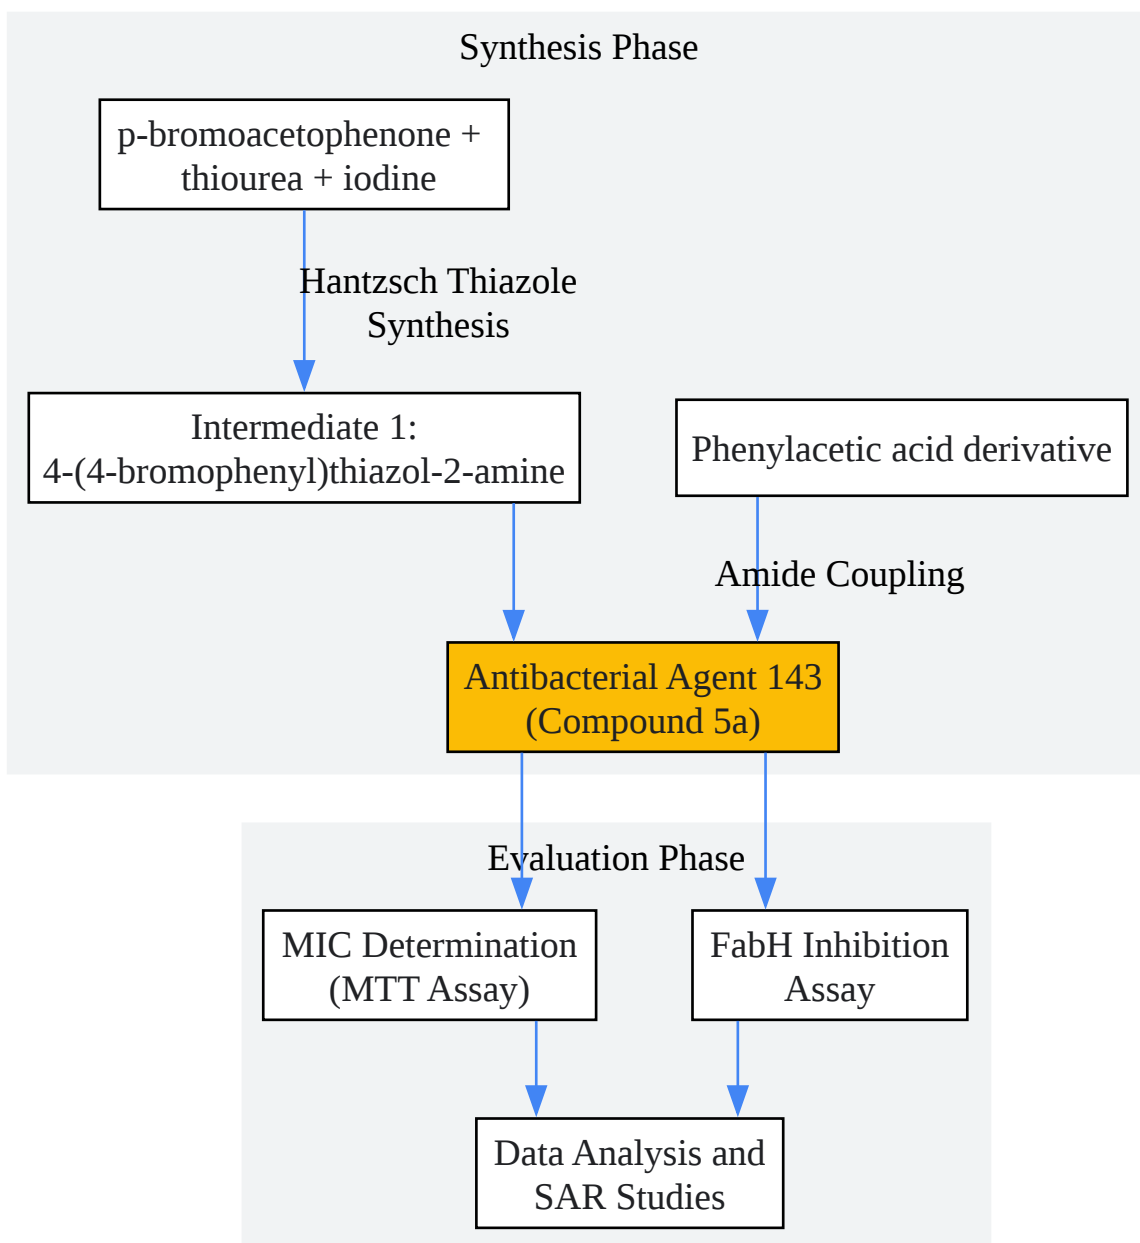 Synthesis Phase
p-bromoacetophenone +
thiourea + iodine
Hantzsch Thiazole
Synthesis
Intermediate 1:
4-(4-bromophenyl)thiazol-2-amine
Phenylacetic acid derivative
Amide Coupling
Antibacterial Agent 143
(Compound 5a)
Evaluation Phase
MIC Determination
(MTT Assay)
FabH Inhibition
Assay
Data Analysis and
SAR Studies